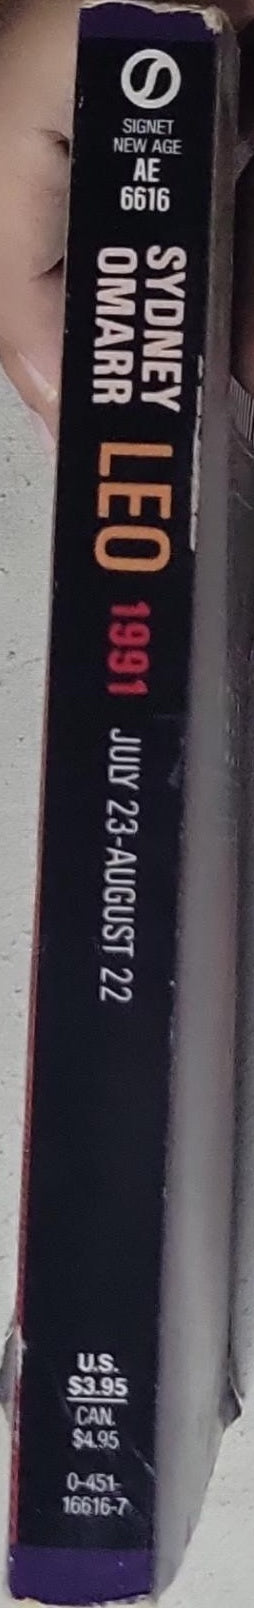 SIGNET
NEW AGE
AE
6616
SYDNEY
OMARR
LEO
1991
JULY 23-AUGUST 22
U.S.
$3.95
CAN.
$4.95
0-451-
16616-7